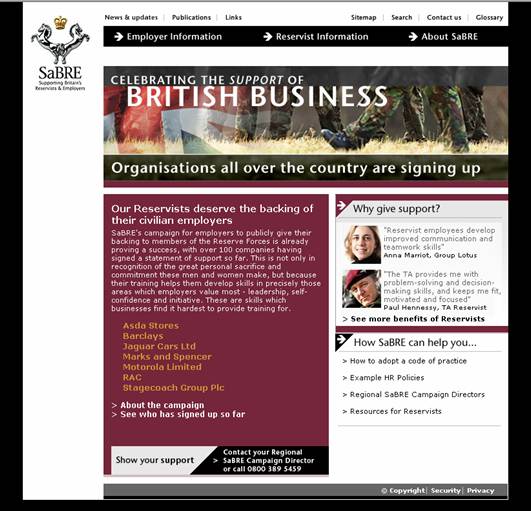 News & updates | Publications | Links
Sitemap | Search | Contact us | Glossary
SaBRE
Supporting Britain's
Reservists & Employers
Employer Information
Reservist Information
About SaBRE
CELEBRATING THE SUPPORT OF
BRITISH BUSINESS
Organisations all over the country are signing up
Our Reservists deserve the backing of
their civilian employers
SaBRE's campaign for employers to publicly give their
backing to members of the Reserve Forces is already
proving a success, with over 100 companies having
signed a statement of support so far. This is not only in
recognition of the great personal sacrifice and
commitment these men and women make, but because
their training helps them develop skills in precisely those
areas which employers value most - leadership, self-
confidence and initiative. These are skills which
businesses find it hardest to provide training for.
Asda Stores
Barclays
Jaguar Cars Ltd
Marks and Spencer
Motorola Limited
RAC
Stagecoach Group Plc
> About the campaign
> See who has signed up so far
Show your support
Contact your Regional
> SaBRE Campaign Director
or call 0800 389 5459
Why give support?
"Reservist employees develop
improved communication and
teamwork skills"
Anna Marriot, Group Lotus
"The TA provides me with
problem-solving and decision-
making skills, and keeps me fit,
motivated and focused"
Paul Hennessy, TA Reservist
> See more benefits of Reservists
How SaBRE can help you...
> How to adopt a code of practice
> Example HR Policies
> Regional SaBRE Campaign Directors
> Resources for Reservists
© Copyright | Security | Privacy